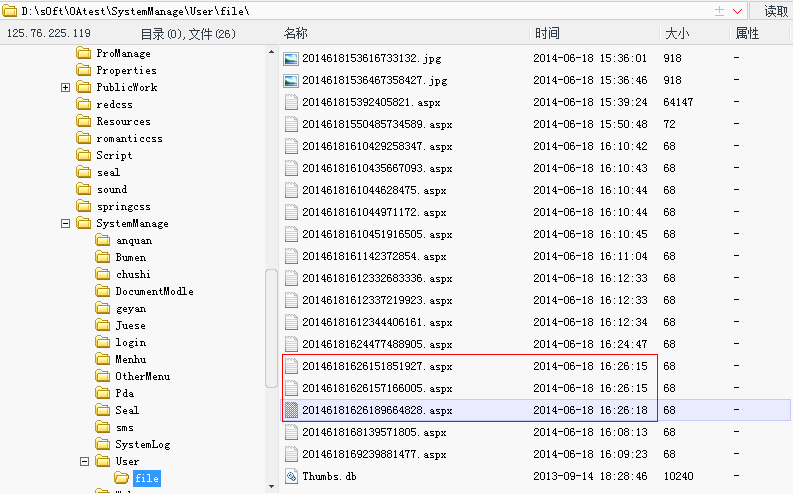 D:\sOft\OAtest\SystemManage\User\file\ 读取
125.76.225.119 目录(0),文件(26) 名称 时间 大小 属性
ProManage
Properties
PublicWork
redcss
Resources
romanticcss
Script
seal
sound
springcss
SystemManage
anquan
Bumen
chushi
DocumentModle
geyan
Juese
login
Menhu
OtherMenu
Pda
Seal
sms
SystemLog
User
file
2014618153616733132.jpg 2014-06-18 15:36:01 918 -
2014618153646735842​7.jpg 2014-06-18 15:36:46 918 -
201461815392405821.aspx 2014-06-18 15:39:24 64147 -
2014618155048573458​9.aspx 2014-06-18 15:50:48 72 -
20146181610429258347.aspx 2014-06-18 16:10:42 68 -
20146181610435667093.aspx 2014-06-18 16:10:43 68 -
2014618161044628475.aspx 2014-06-18 16:10:44 68 -
2014618161044971172.aspx 2014-06-18 16:10:44 68 -
20146181610451916505.aspx 2014-06-18 16:10:45 68 -
2014618161142372854.aspx 2014-06-18 16:11:04 68 -
20146181612332683336.aspx 2014-06-18 16:12:33 68 -
20146181612337219923.aspx 2014-06-18 16:12:33 68 -
20146181612344406161.aspx 2014-06-18 16:12:34 68 -
20146181624477488905.aspx 2014-06-18 16:24:47 68 -
20146181626151851927.aspx 2014-06-18 16:26:15 68 -
20146181626157166005.aspx 2014-06-18 16:26:15 68 -
20146181626189664828.aspx 2014-06-18 16:26:18 68 -
2014618168139571805.aspx 2014-06-18 16:08:13 68 -
2014618169239881477.aspx 2014-06-18 16:09:23 68 -
Thumbs.db 2013-09-14 18:28:46 10240 -